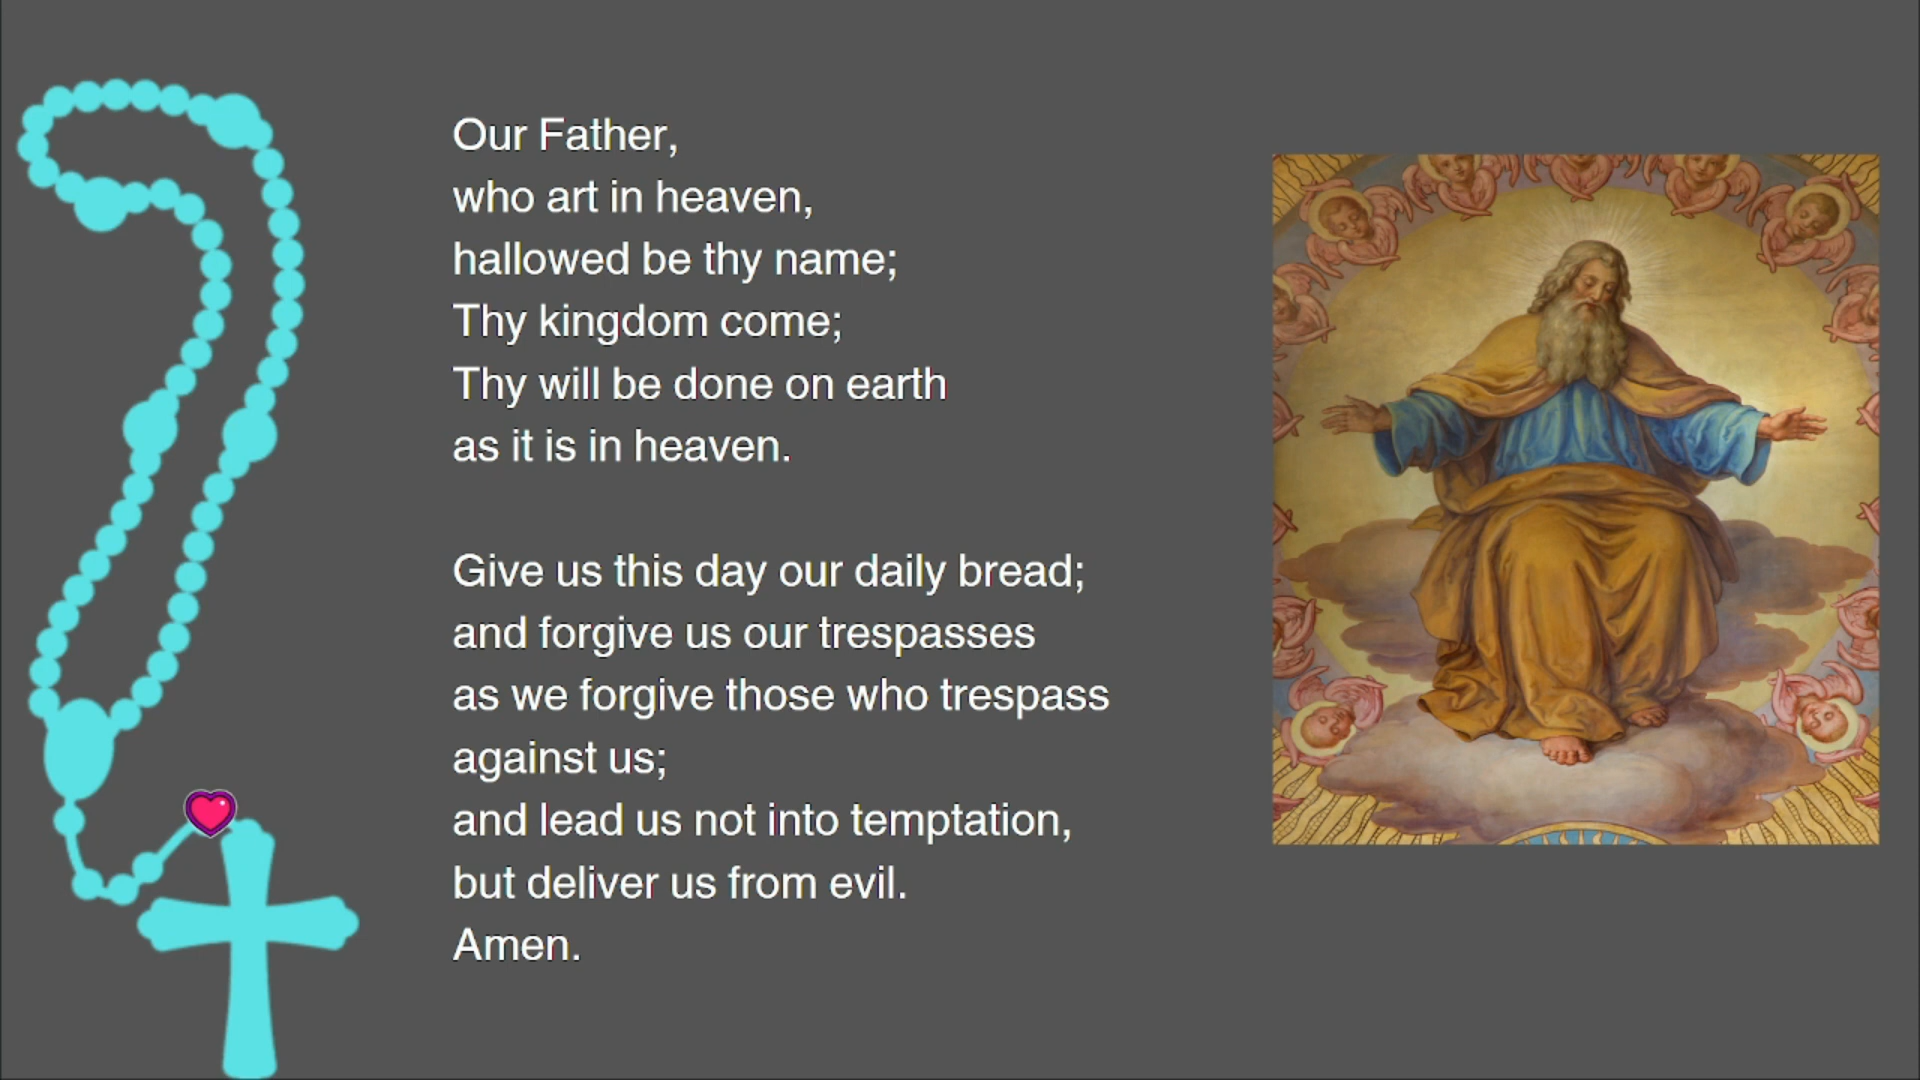 Our Father,
who art in heaven,
hallowed be thy name;
Thy kingdom come;
Thy will be done on earth
as it is in heaven.
Give us this day our daily bread;
and forgive us our trespasses
as we forgive those who trespass
against us;
and lead us not into temptation,
but deliver us from evil.
Amen.